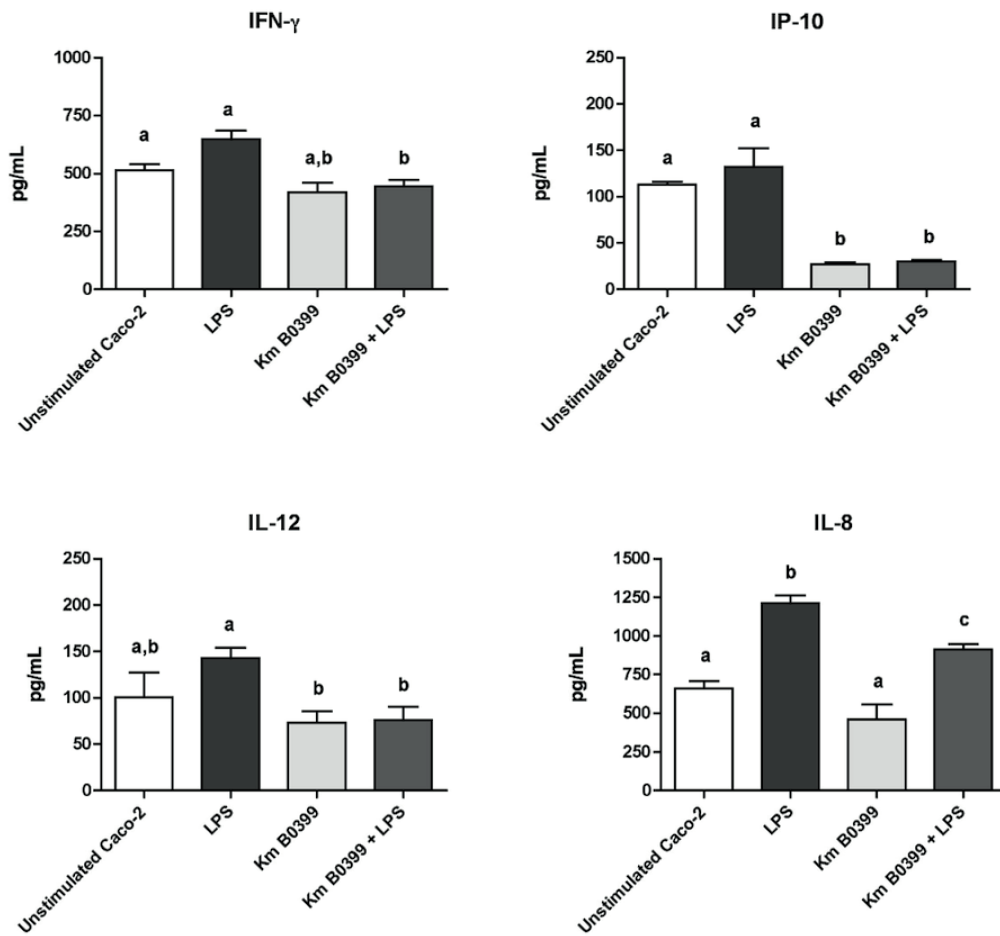 IFN-γ
1000
750
500
250
0
pg/mL
a
a
a,b
b
Unstimulated Caco-2
LPS
Km B0399
Km B0399 + LPS
IP-10
250
200
150
100
50
0
pg/mL
a
a
b
b
Unstimulated Caco-2
LPS
Km B0399
Km B0399 + LPS
IL-12
250
200
150
100
50
0
pg/mL
a,b
a
b
b
Unstimulated Caco-2
LPS
Km B0399
Km B0399 + LPS
IL-8
1500
1250
1000
750
500
250
0
pg/mL
a
b
a
c
Unstimulated Caco-2
LPS
Km B0399
Km B0399 + LPS